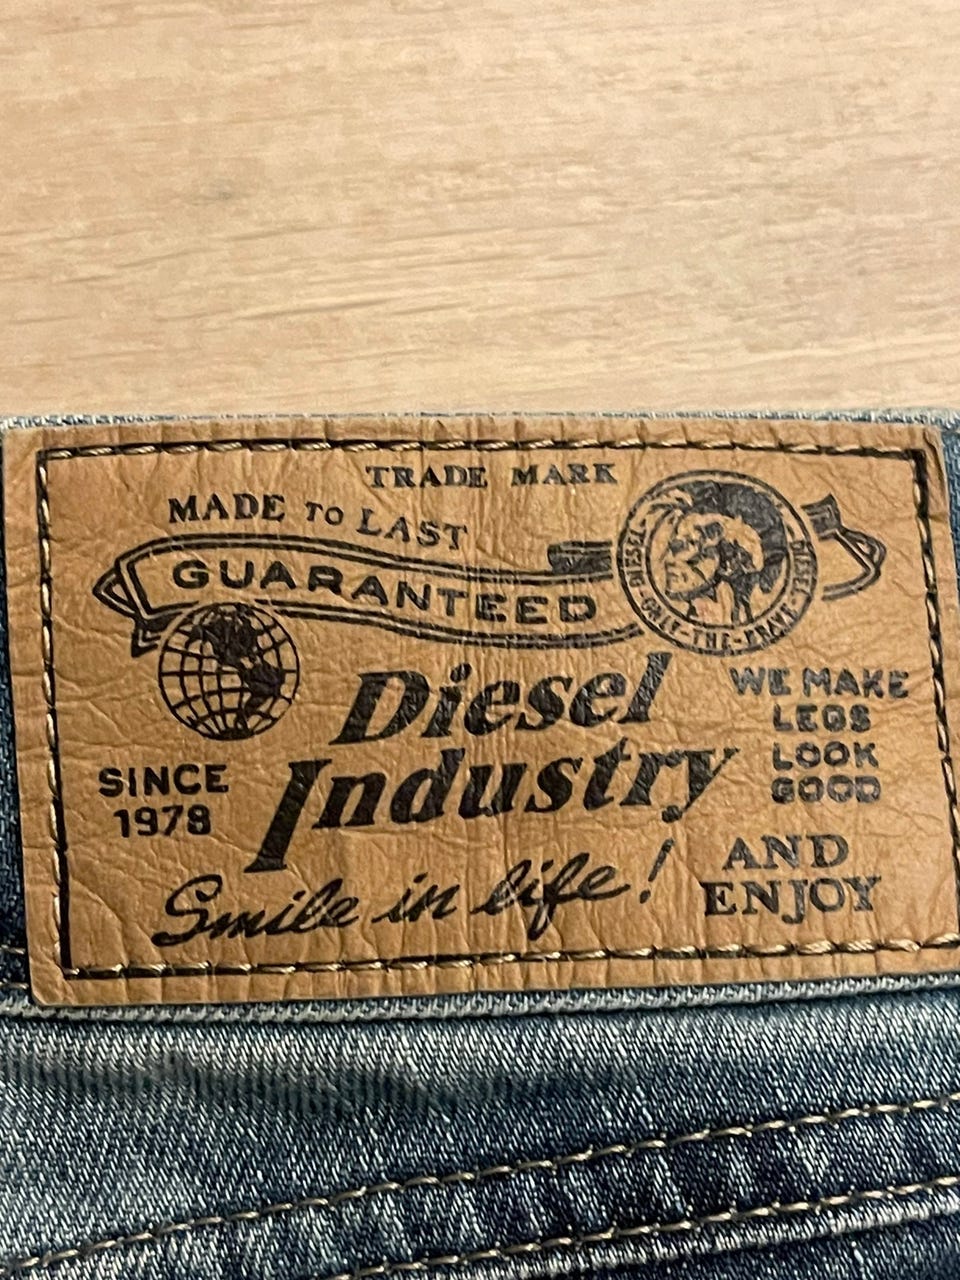 TRADE MARK
MADE TO LAST
GUARANTEED
DIESEL · ONLY-THE-BRAVE · DIESEL
Diesel
Industry
WE MAKE
LEGS
LOOK
GOOD
SINCE
1978
Smile in life!
AND
ENJOY